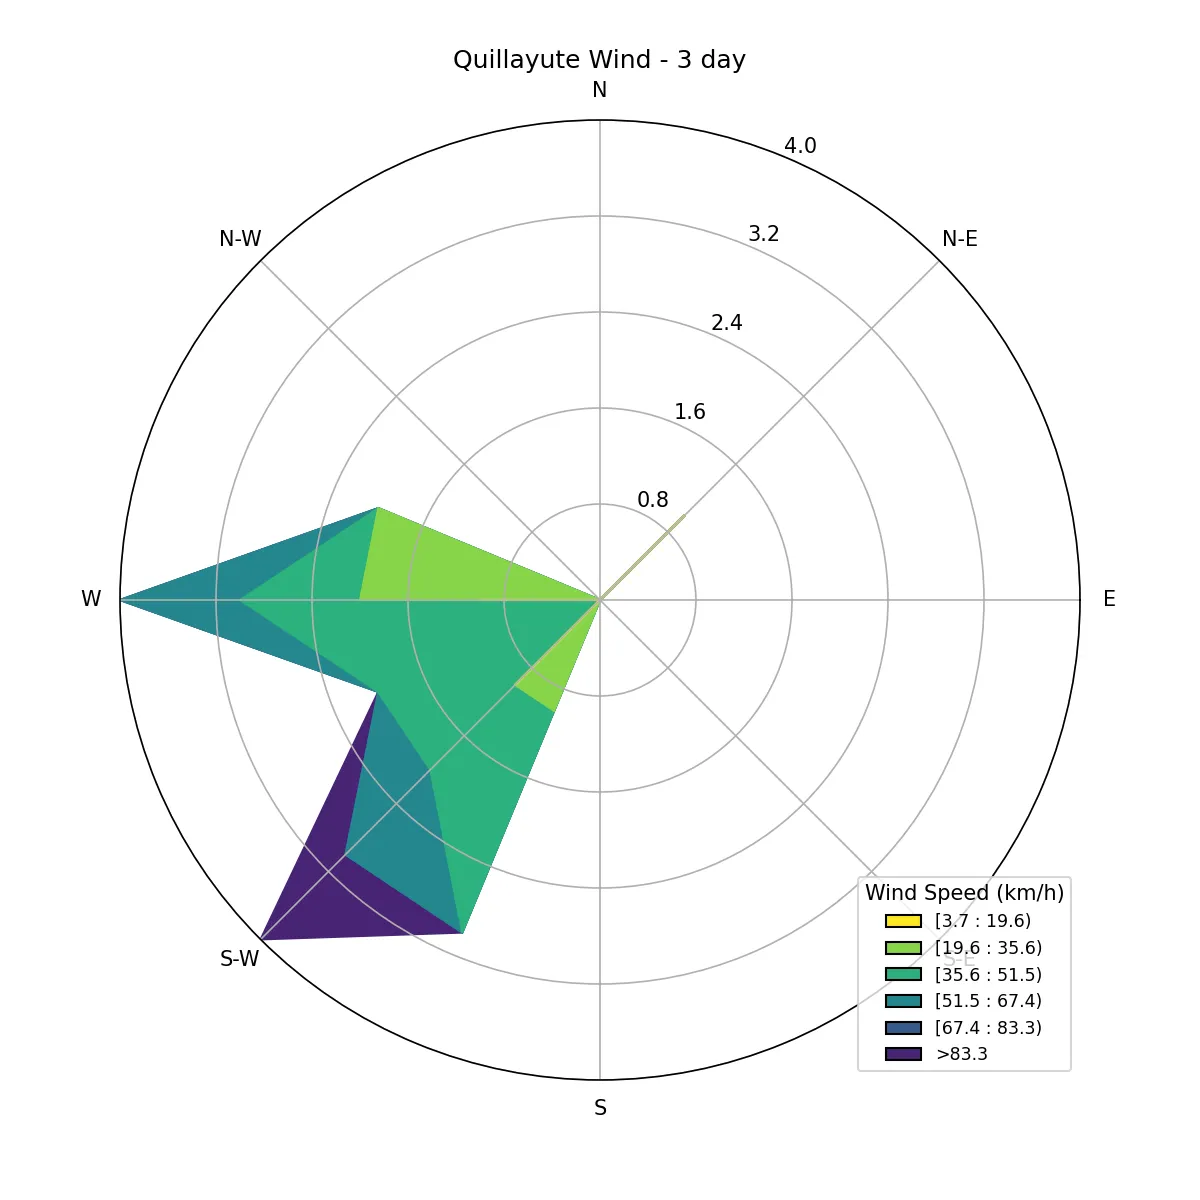 Quillayute Wind - 3 day
N
4.0
N-W
N-E
3.2
2.4
1.6
0.8
W
E
Wind Speed (km/h)
[3.7 : 19.6)
[19.6 : 35.6)
S-W
S-E
[35.6 : 51.5)
[51.5 : 67.4)
[67.4 : 83.3)
>83.3
S